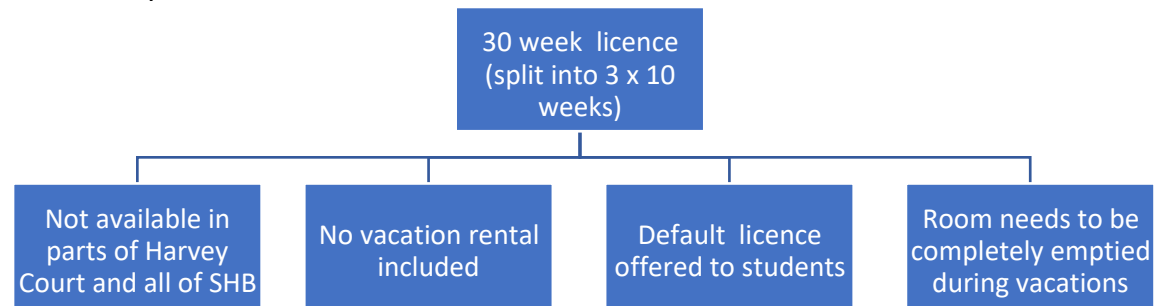 30 week  licence
(split into 3 x 10
weeks)
Not available in
parts of Harvey
Court and all of SHB
No vacation rental
included
Default  licence
offered to students
Room needs to be
completely emptied
during vacations